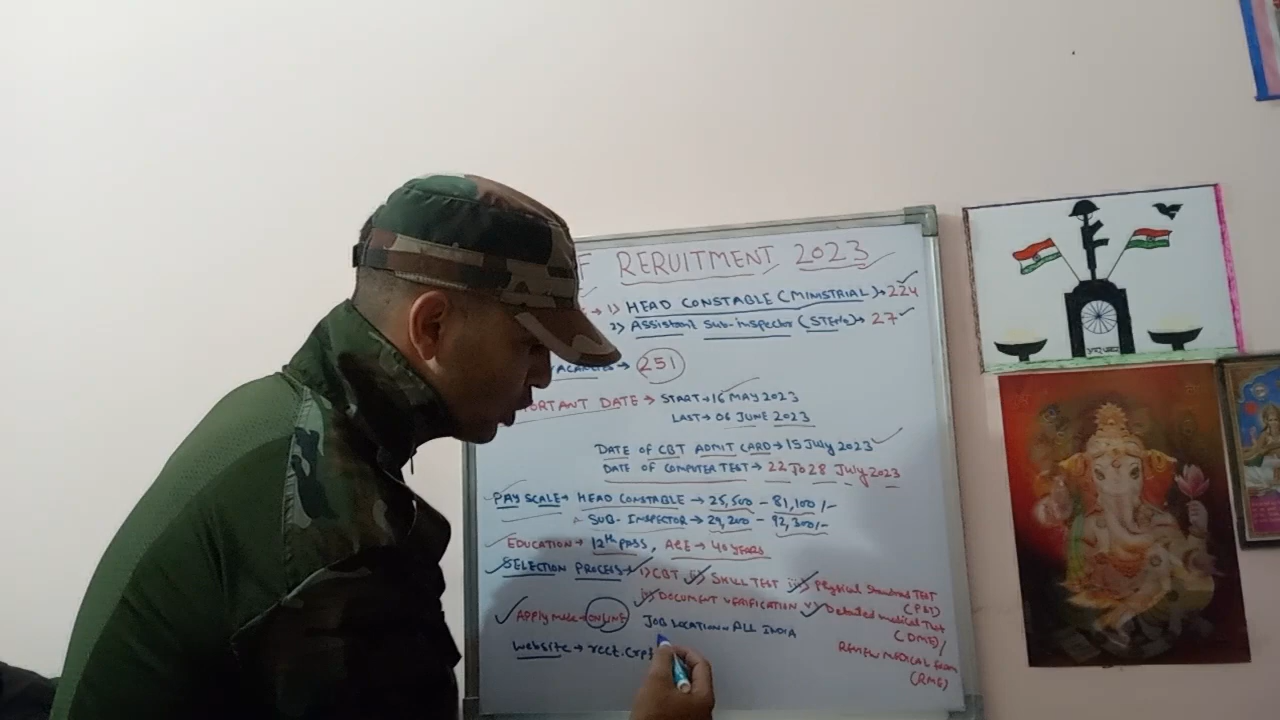 F RERUITMENT 2023
1) HEAD CONSTABLE (MINISTRIAL) → 224
2) Assistant Sub-inspector (STEno) → 27
VACANCIES → 251
PORTANT DATE → START → 16 MAY 2023
LAST → 06 JUNE 2023
DATE OF CBT ADMIT CARD → 15 July 2023
DATE OF COMPUTER TEST → 22 To 28 July 2023
PAY SCALE → HEAD CONSTABLE → 25,500 - 81,100/-
SUB-INSPECTOR → 29,200 - 92,300/-
EDUCATION → 12th PASS, AGE → 40 YEARS
SELECTION PROCESS → i) CBT ii) SKILL TEST iii) Physical Standrad TEST (PST)
iv) DOCUMENT VERIFICATION v) Detailed medical Test (DME)/
REVIEW MEDICAL Exam (RME)
Apply mode → ONLINE JOB LOCATION → ALL INDIA
Website → rect.crpf